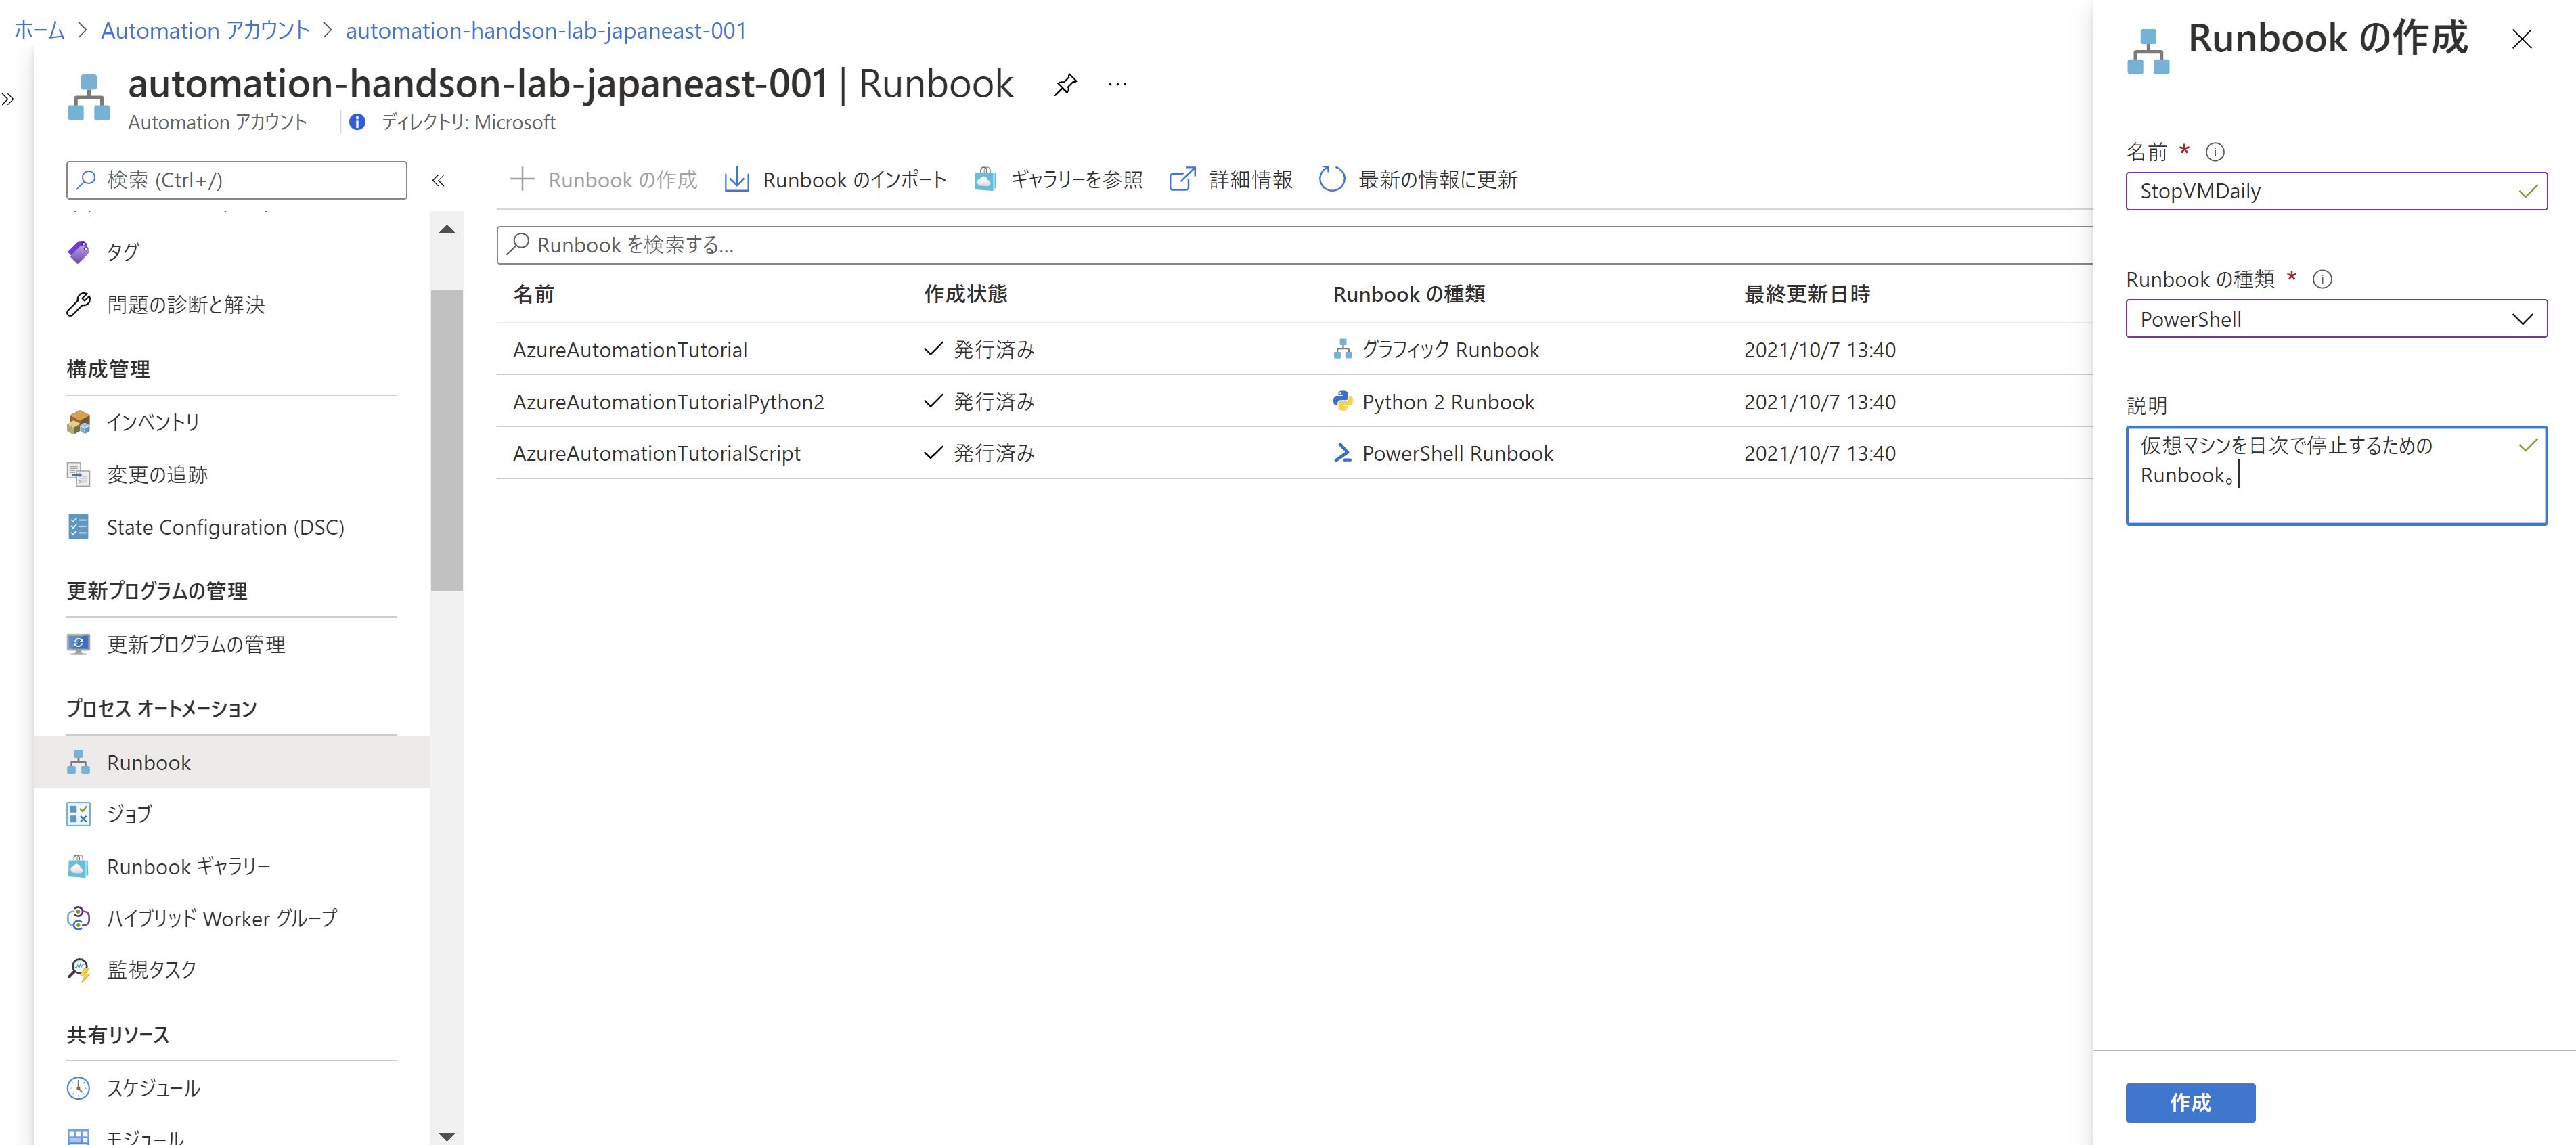 ホーム > Automation アカウント > automation-handson-lab-japaneast-001
automation-handson-lab-japaneast-001 | Runbook
Automation アカウント
ディレクトリ: Microsoft
検索 (Ctrl+/)
タグ
問題の診断と解決
構成管理
インベントリ
変更の追跡
State Configuration (DSC)
更新プログラムの管理
更新プログラムの管理
プロセス オートメーション
Runbook
ジョブ
Runbook ギャラリー
ハイブリッド Worker グループ
監視タスク
共有リソース
スケジュール
モジュール
Runbook の作成 Runbook のインポート ギャラリーを参照 詳細情報 最新の情報に更新
Runbook を検索する...
名前 作成状態 Runbook の種類 最終更新日時
AzureAutomationTutorial 発行済み グラフィック Runbook 2021/10/7 13:40
AzureAutomationTutorialPython2 発行済み Python 2 Runbook 2021/10/7 13:40
AzureAutomationTutorialScript 発行済み PowerShell Runbook 2021/10/7 13:40
Runbook の作成
名前 *
StopVMDaily
Runbook の種類 *
PowerShell
説明
仮想マシンを日次で停止するための
Runbook。
作成